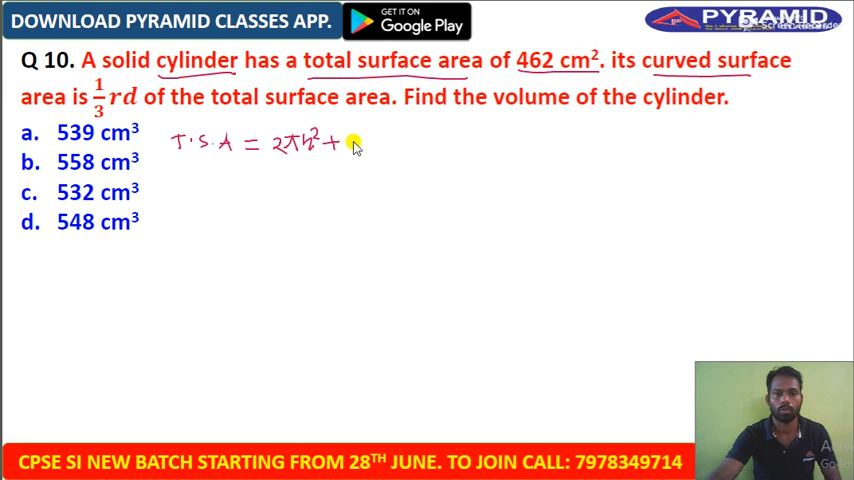 DOWNLOAD PYRAMID CLASSES APP.
GET IT ON
Google Play
PYRAMID
Screen Recorder
Q 10. A solid cylinder has a total surface area of 462 cm². its curved surface
area is 1/3 rd of the total surface area. Find the volume of the cylinder.
a. 539 cm³
b. 558 cm³
c. 532 cm³
d. 548 cm³
T.S.A = 2πr² +
CPSE SI NEW BATCH STARTING FROM 28TH JUNE. TO JOIN CALL: 7978349714